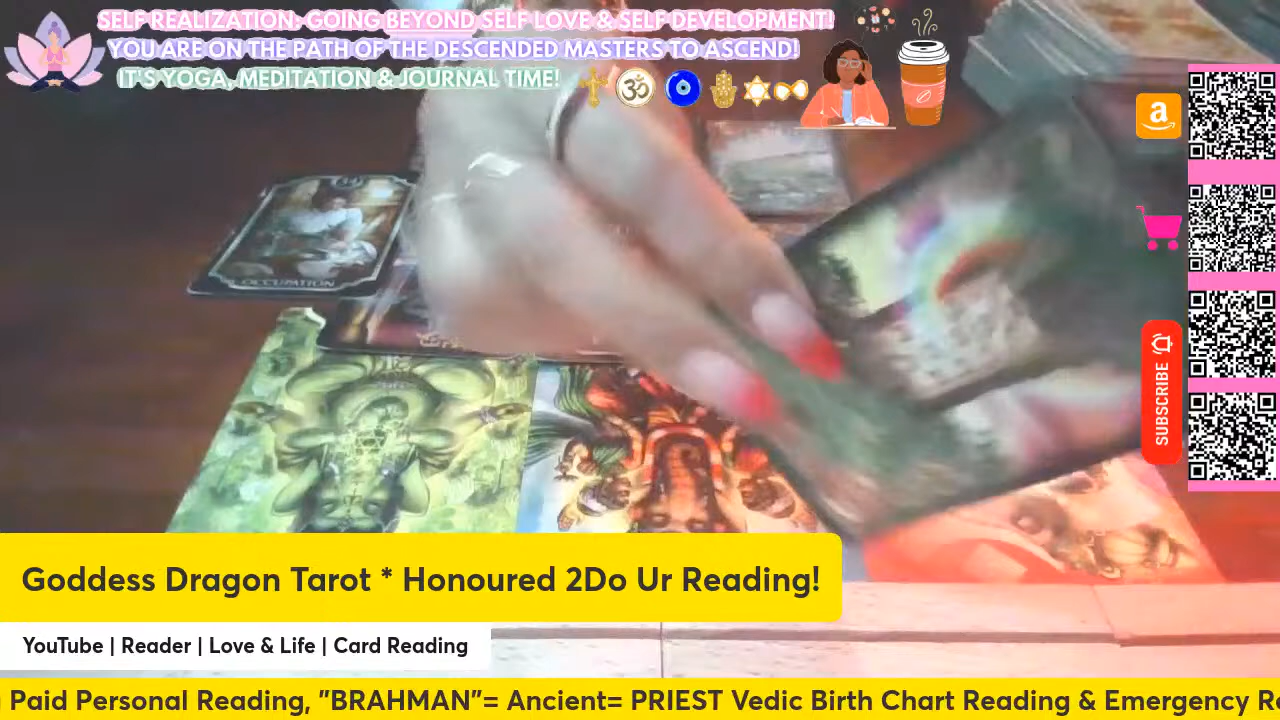 SELF REALIZATION: GOING BEYOND SELF LOVE & SELF DEVELOPMENT!
YOU ARE ON THE PATH OF THE DESCENDED MASTERS TO ASCEND!
IT'S YOGA, MEDITATION & JOURNAL TIME!
OCCUPATION
SUBSCRIBE
Goddess Dragon Tarot * Honoured 2Do Ur Reading!
YouTube | Reader | Love & Life | Card Reading
Paid Personal Reading, "BRAHMAN"= Ancient= PRIEST Vedic Birth Chart Reading & Emergency